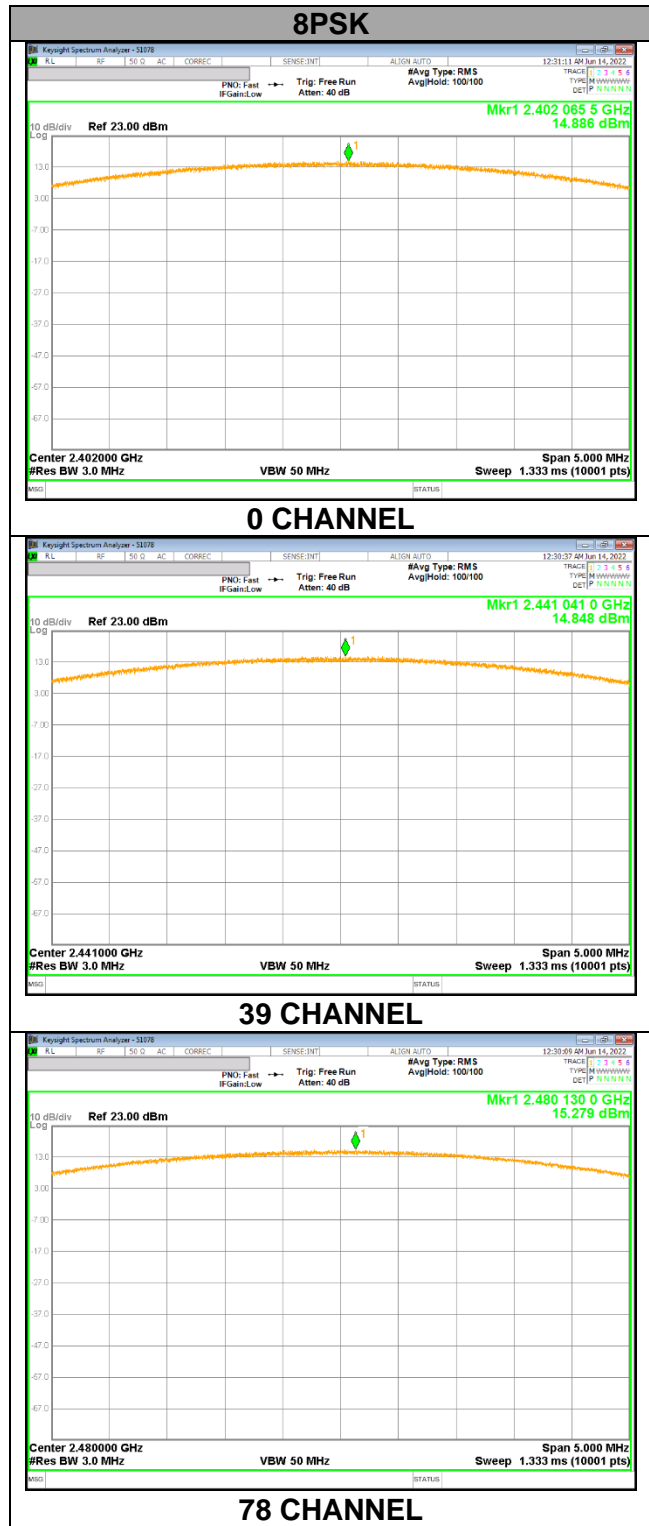 8PSK
Keysight Spectrum Analyzer - 51078
RL RF 50 Ω AC CORREC SENSE:INT ALIGN AUTO 12:31:11 AM Jun 14, 2022
#Avg Type: RMS TRACE 1 2 3 4 5 6
PNO: Fast Trig: Free Run Avg|Hold: 100/100 TYPE M WWWWW
IFGain:Low Atten: 40 dB DET P N N N N N
Mkr1 2.402 065 5 GHz
14.886 dBm
10 dB/div Ref 23.00 dBm
Log
1
13.0
3.00
-7.00
-17.0
-27.0
-37.0
-47.0
-57.0
-67.0
Center 2.402000 GHz Span 5.000 MHz
#Res BW 3.0 MHz VBW 50 MHz Sweep 1.333 ms (10001 pts)
MSG STATUS
0 CHANNEL
Keysight Spectrum Analyzer - 51078
RL RF 50 Ω AC CORREC SENSE:INT ALIGN AUTO 12:30:37 AM Jun 14, 2022
#Avg Type: RMS TRACE 1 2 3 4 5 6
PNO: Fast Trig: Free Run Avg|Hold: 100/100 TYPE M WWWWW
IFGain:Low Atten: 40 dB DET P N N N N N
Mkr1 2.441 041 0 GHz
14.848 dBm
10 dB/div Ref 23.00 dBm
Log
1
13.0
3.00
-7.00
-17.0
-27.0
-37.0
-47.0
-57.0
-67.0
Center 2.441000 GHz Span 5.000 MHz
#Res BW 3.0 MHz VBW 50 MHz Sweep 1.333 ms (10001 pts)
MSG STATUS
39 CHANNEL
Keysight Spectrum Analyzer - 51078
RL RF 50 Ω AC CORREC SENSE:INT ALIGN AUTO 12:30:09 AM Jun 14, 2022
#Avg Type: RMS TRACE 1 2 3 4 5 6
PNO: Fast Trig: Free Run Avg|Hold: 100/100 TYPE M WWWWW
IFGain:Low Atten: 40 dB DET P N N N N N
Mkr1 2.480 130 0 GHz
15.279 dBm
10 dB/div Ref 23.00 dBm
Log
1
13.0
3.00
-7.00
-17.0
-27.0
-37.0
-47.0
-57.0
-67.0
Center 2.480000 GHz Span 5.000 MHz
#Res BW 3.0 MHz VBW 50 MHz Sweep 1.333 ms (10001 pts)
MSG STATUS
78 CHANNEL